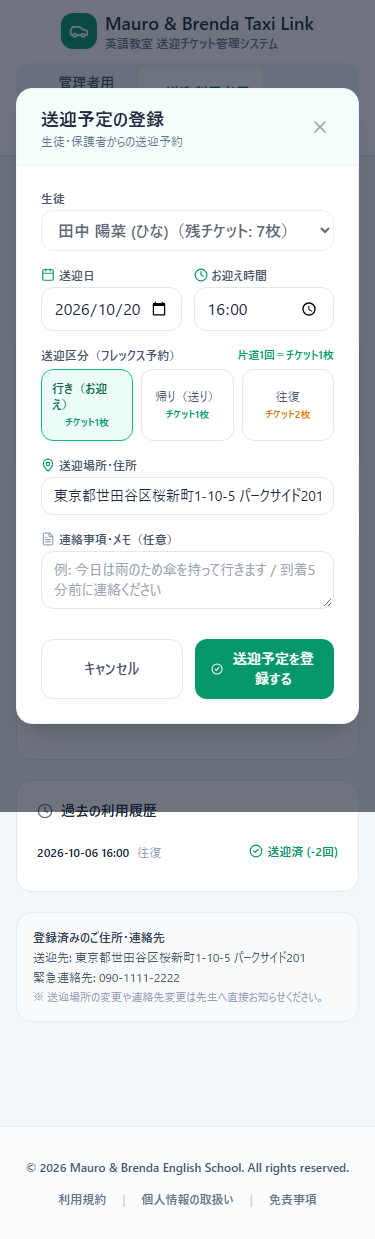 Mauro & Brenda Taxi Link
英語教室 送迎チケット管理システム
管理者用
送迎予定の登録
生徒・保護者からの送迎予約
生徒
田中 陽菜 (ひな)（残チケット: 7枚）
送迎日
お迎え時間
2026/10/20
16:00
送迎区分（フレックス予約）
片道1回＝チケット1枚
行き（お迎
え）
チケット1枚
帰り（送り）
チケット1枚
往復
チケット2枚
送迎場所・住所
東京都世田谷区桜新町1-10-5 パークサイド201
連絡事項・メモ（任意）
例: 今日は雨のため傘を持って行きます / 到着5
分前に連絡ください
キャンセル
送迎予定を登
録する
過去の利用履歴
2026-10-06 16:00 往復
送迎済 (-2回)
登録済みのご住所・連絡先
送迎先: 東京都世田谷区桜新町1-10-5 パークサイド201
緊急連絡先: 090-1111-2222
※ 送迎場所の変更や連絡先変更は先生へ直接お知らせください。
© 2026 Mauro & Brenda English School. All rights reserved.
利用規約 | 個人情報の取扱い | 免責事項